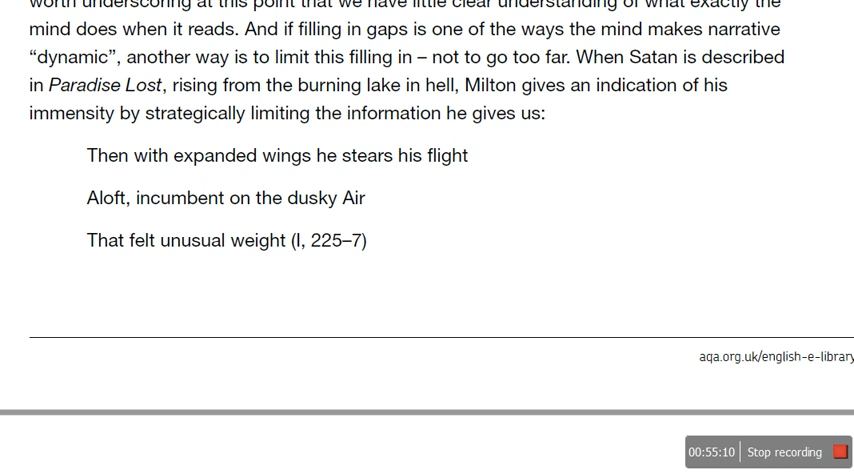 worth underscoring at this point that we have little clear understanding of what exactly the
mind does when it reads. And if filling in gaps is one of the ways the mind makes narrative
“dynamic”, another way is to limit this filling in – not to go too far. When Satan is described
in Paradise Lost, rising from the burning lake in hell, Milton gives an indication of his
immensity by strategically limiting the information he gives us:
Then with expanded wings he stears his flight
Aloft, incumbent on the dusky Air
That felt unusual weight (I, 225–7)
aqa.org.uk/english-e-library
00:55:10 Stop recording